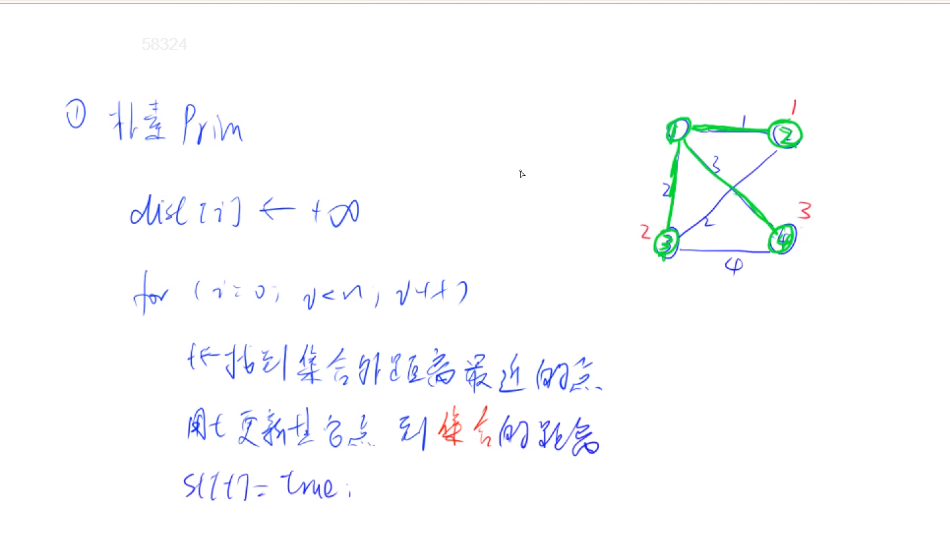 58324
① 朴素 Prim
dist[i] ← +∞
for (i=0; i<n; i++)
t←找到集合外距离最近的点
用t更新其它点 到集合的距离
st[t]=true;
1
1
1
2
3
2
2
2
3
3
4
4